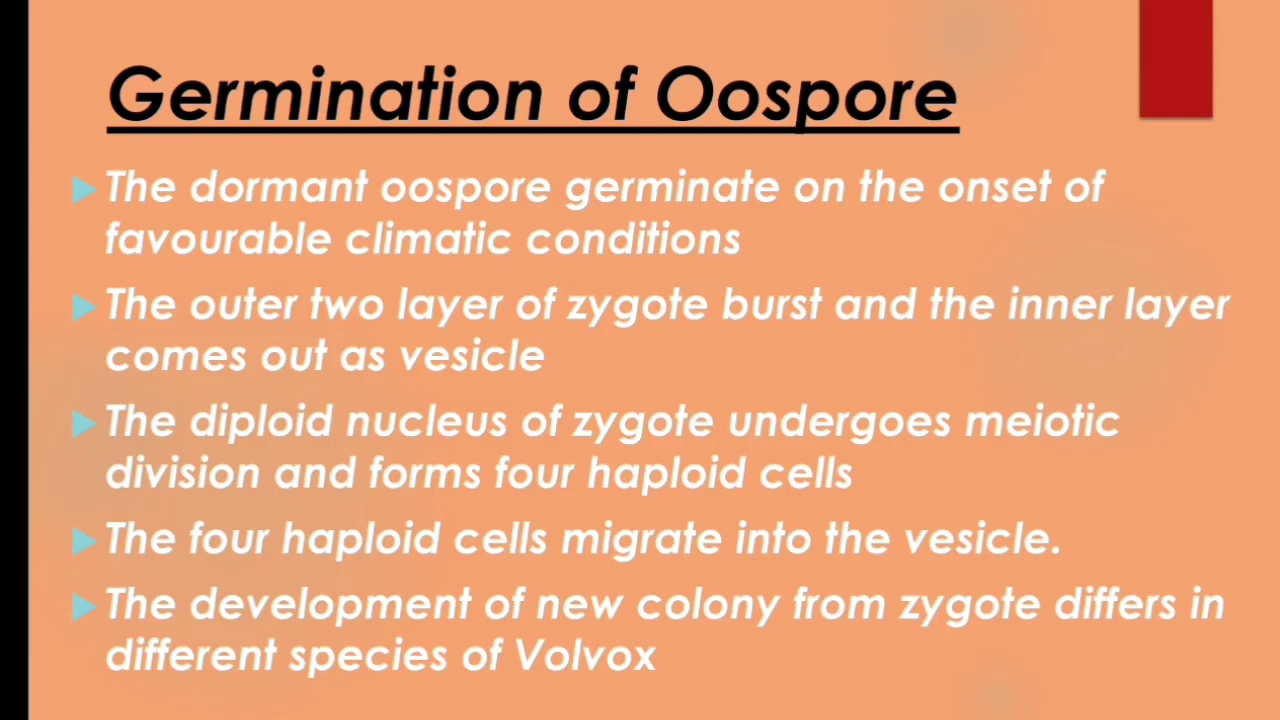 Germination of Oospore
The dormant oospore germinate on the onset of
favourable climatic conditions
The outer two layer of zygote burst and the inner layer
comes out as vesicle
The diploid nucleus of zygote undergoes meiotic
division and forms four haploid cells
The four haploid cells migrate into the vesicle.
The development of new colony from zygote differs in
different species of Volvox